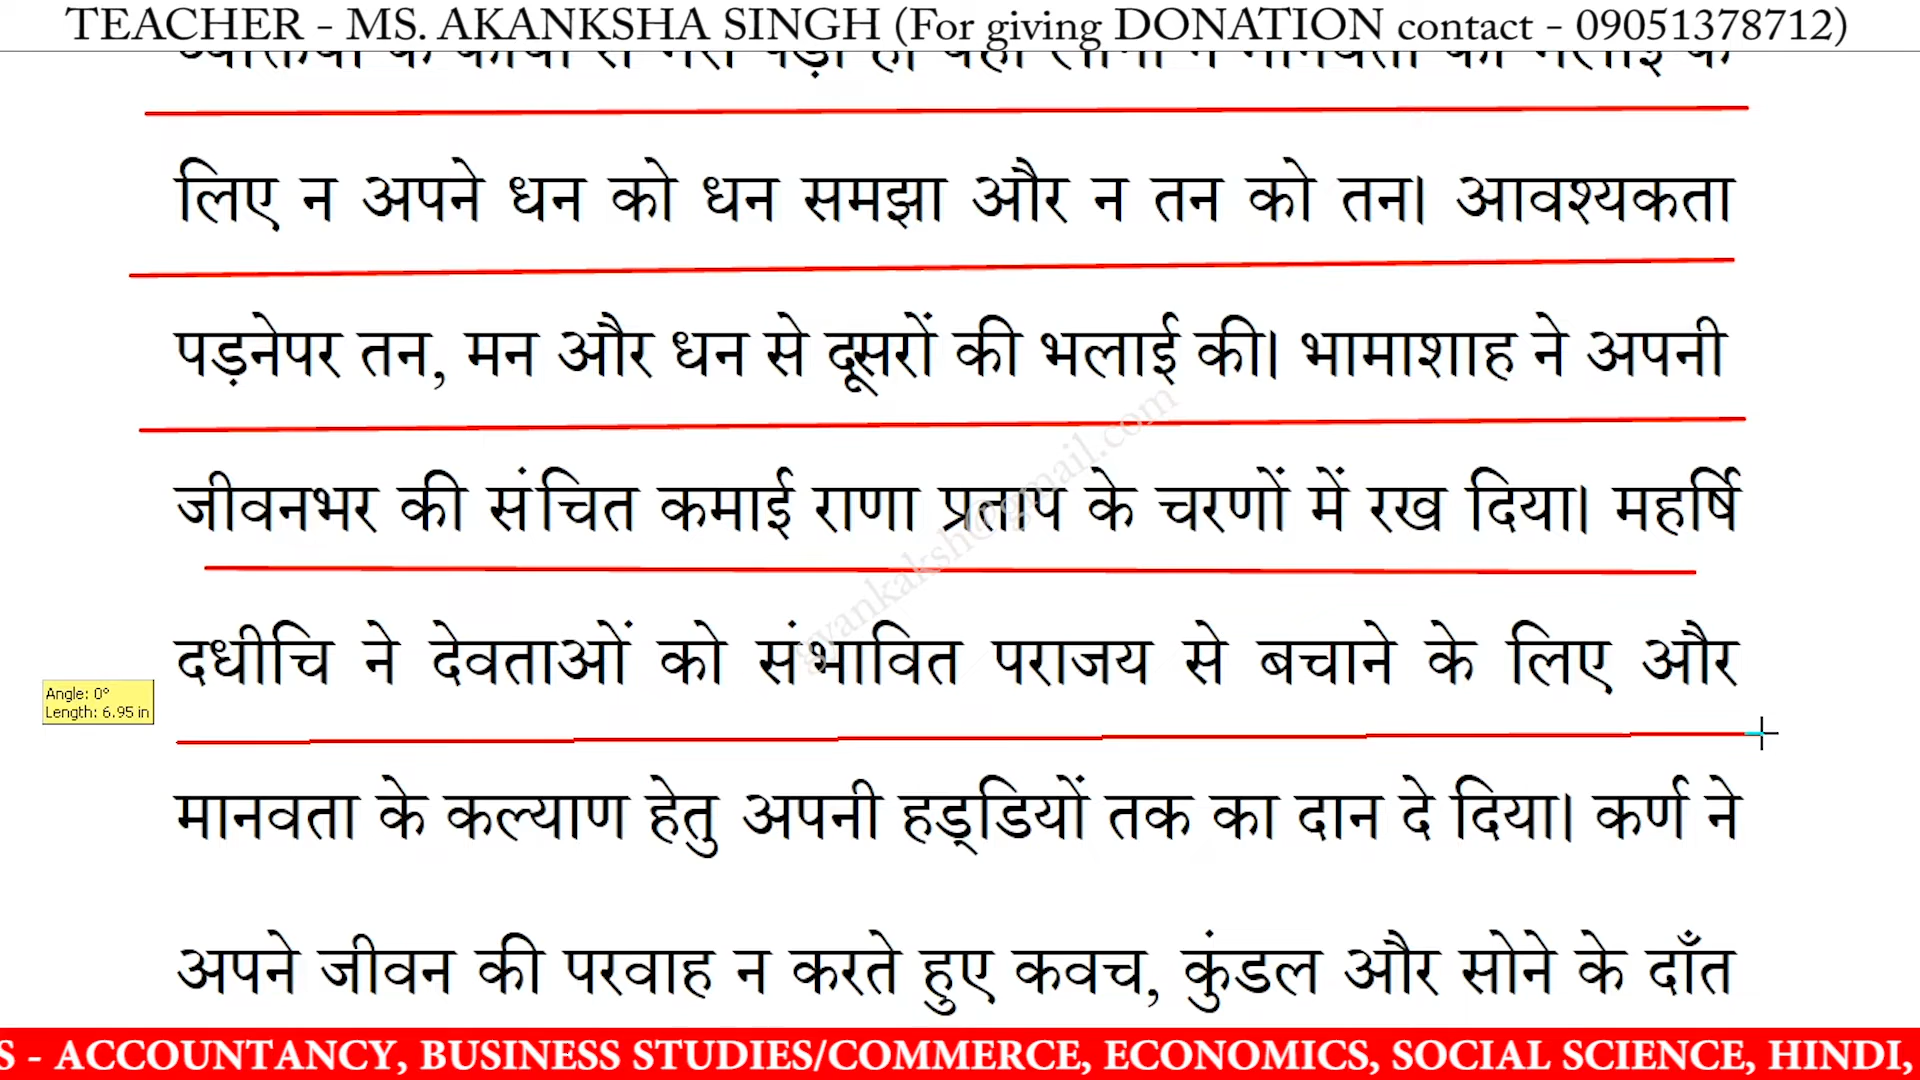 TEACHER - MS. AKANKSHA SINGH (For giving DONATION contact - 09051378712)
लिए न अपने धन को धन समझा और न तन को तन। आवश्यकता
पड़नेपर तन, मन और धन से दूसरों की भलाई की। भामाशाह ने अपनी
जीवनभर की संचित कमाई राणा प्रताप के चरणों में रख दिया। महर्षि
gyankaksh@gmail.com
दधीचि ने देवताओं को संभावित पराजय से बचाने के लिए और
Angle: 0°
Length: 6.95 in
मानवता के कल्याण हेतु अपनी हड्डियों तक का दान दे दिया। कर्ण ने
अपने जीवन की परवाह न करते हुए कवच, कुंडल और सोने के दाँत
S - ACCOUNTANCY, BUSINESS STUDIES/COMMERCE, ECONOMICS, SOCIAL SCIENCE, HINDI,